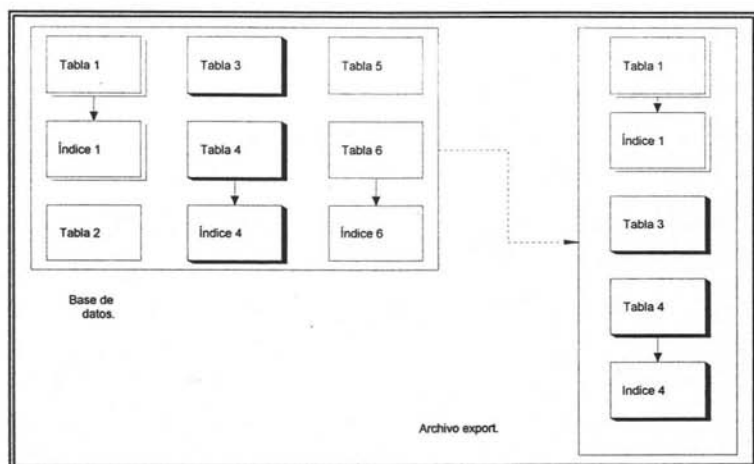 Tabla 1
Tabla 3
Tabla 5
Índice 1
Tabla 4
Tabla 6
Tabla 2
Índice 4
Índice 6
Base de
datos.
Tabla 1
Índice 1
Tabla 3
Tabla 4
Indice 4
Archivo export.